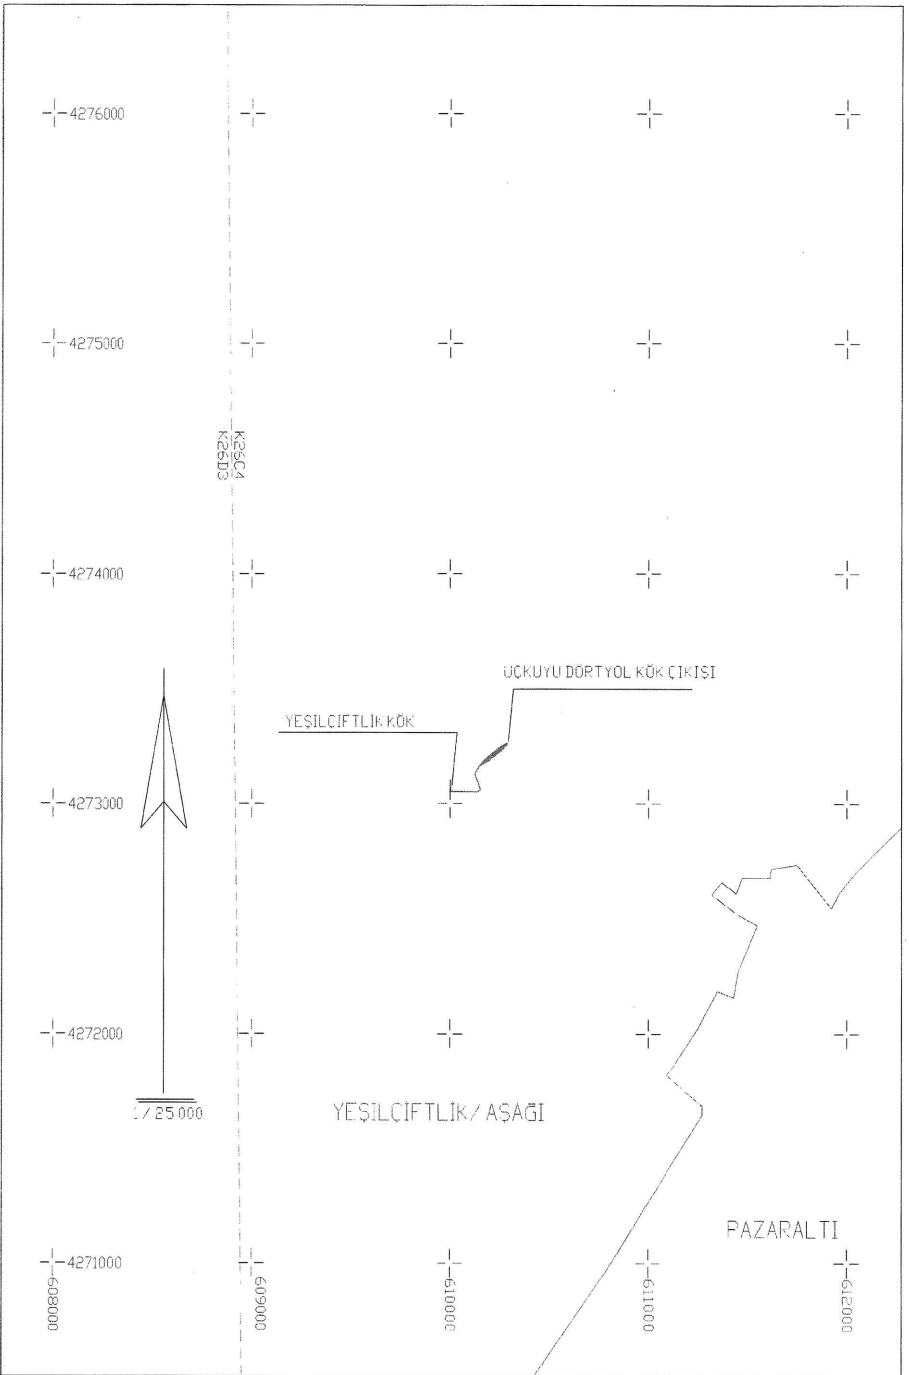 4276000
4275000
K26C4
K26D3
4274000
ÜÇKUYU DÖRTYOL KÖK ÇIKIŞI
YEŞİLÇİFTLİK KÖK
4273000
4272000
1/25000
YEŞİLÇİFTLİK/AŞAĞI
PAZARALTI
4271000
608000
609000
610000
611000
612000